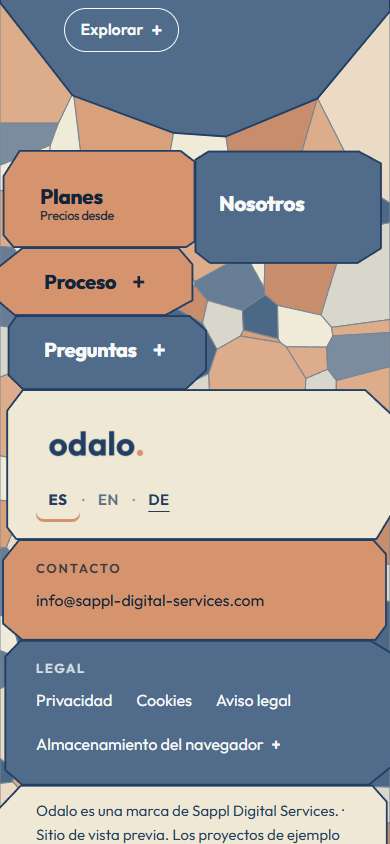 Explorar +
Planes
Precios desde
Nosotros
Proceso +
Preguntas +
odalo.
ES · EN · DE
CONTACTO
info@sappl-digital-services.com
LEGAL
Privacidad Cookies Aviso legal
Almacenamiento del navegador +
Odalo es una marca de Sappl Digital Services. ·
Sitio de vista previa. Los proyectos de ejemplo